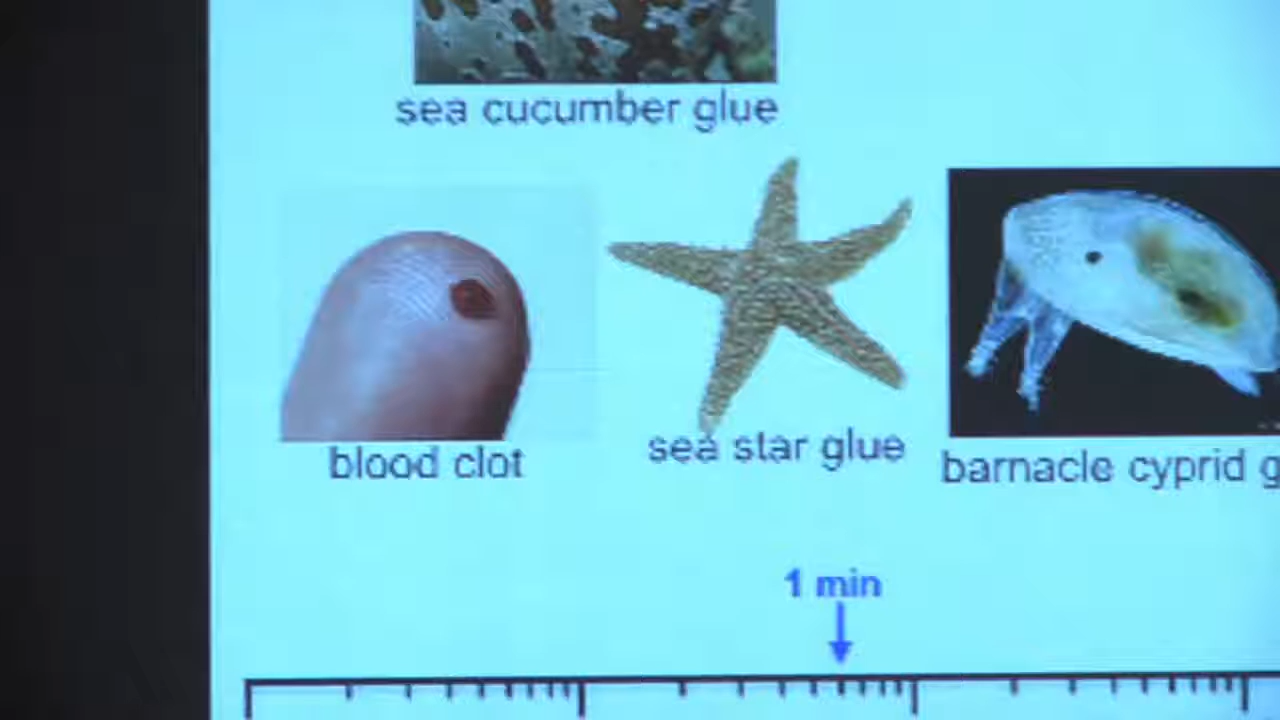 sea cucumber glue
blood clot
sea star glue
barnacle cyprid g
1 min